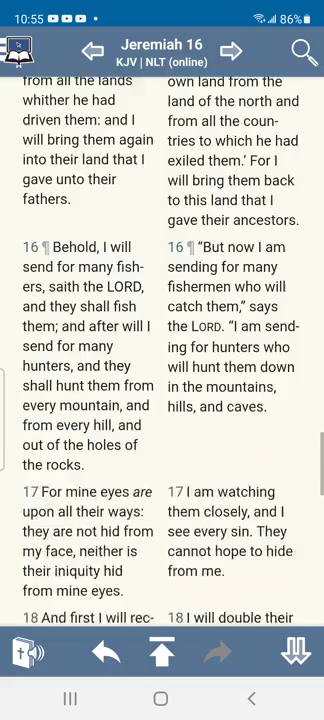 10:55
86%
Jeremiah 16
KJV | NLT (online)
from all the lands
whither he had
driven them: and I
will bring them again
into their land that I
gave unto their
fathers.
16 ¶ Behold, I will
send for many fish-
ers, saith the LORD,
and they shall fish
them; and after will I
send for many
hunters, and they
shall hunt them from
every mountain, and
from every hill, and
out of the holes of
the rocks.
17 For mine eyes are
upon all their ways:
they are not hid from
my face, neither is
their iniquity hid
from mine eyes.
18 And first I will rec-
own land from the
land of the north and
from all the coun-
tries to which he had
exiled them.’ For I
will bring them back
to this land that I
gave their ancestors.
16 ¶ “But now I am
sending for many
fishermen who will
catch them,” says
the LORD. “I am send-
ing for hunters who
will hunt them down
in the mountains,
hills, and caves.
17 I am watching
them closely, and I
see every sin. They
cannot hope to hide
from me.
18 I will double their